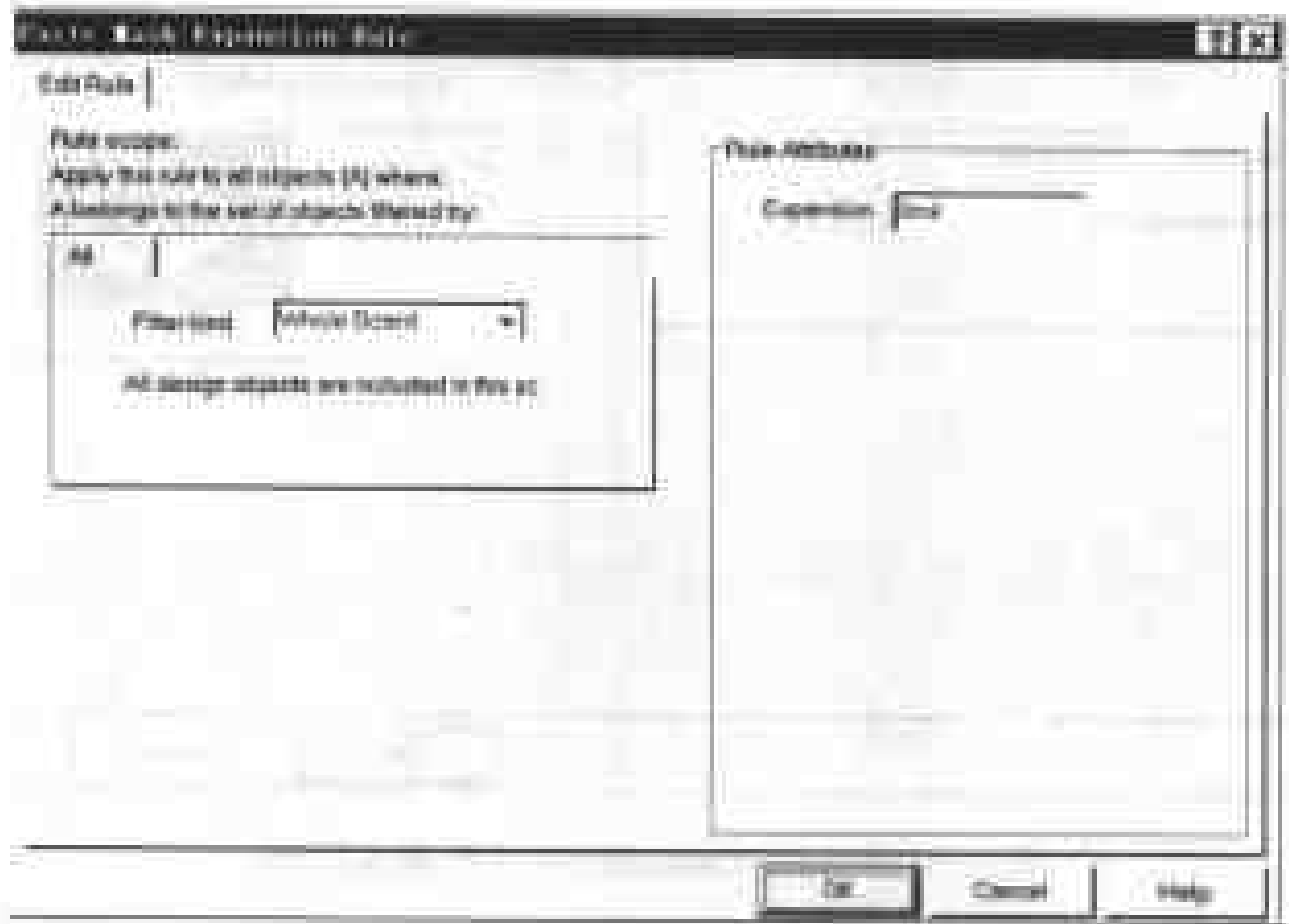 Paste Mask Expansion Rule
Edit Rule
Rule scope:
Apply this rule to all objects (A) where:
A belongs to the set of objects filtered by:
All
Filter kind
Whole Board
All design objects are included in this sc
Rule Attributes
Expansion
OK
Cancel
Help